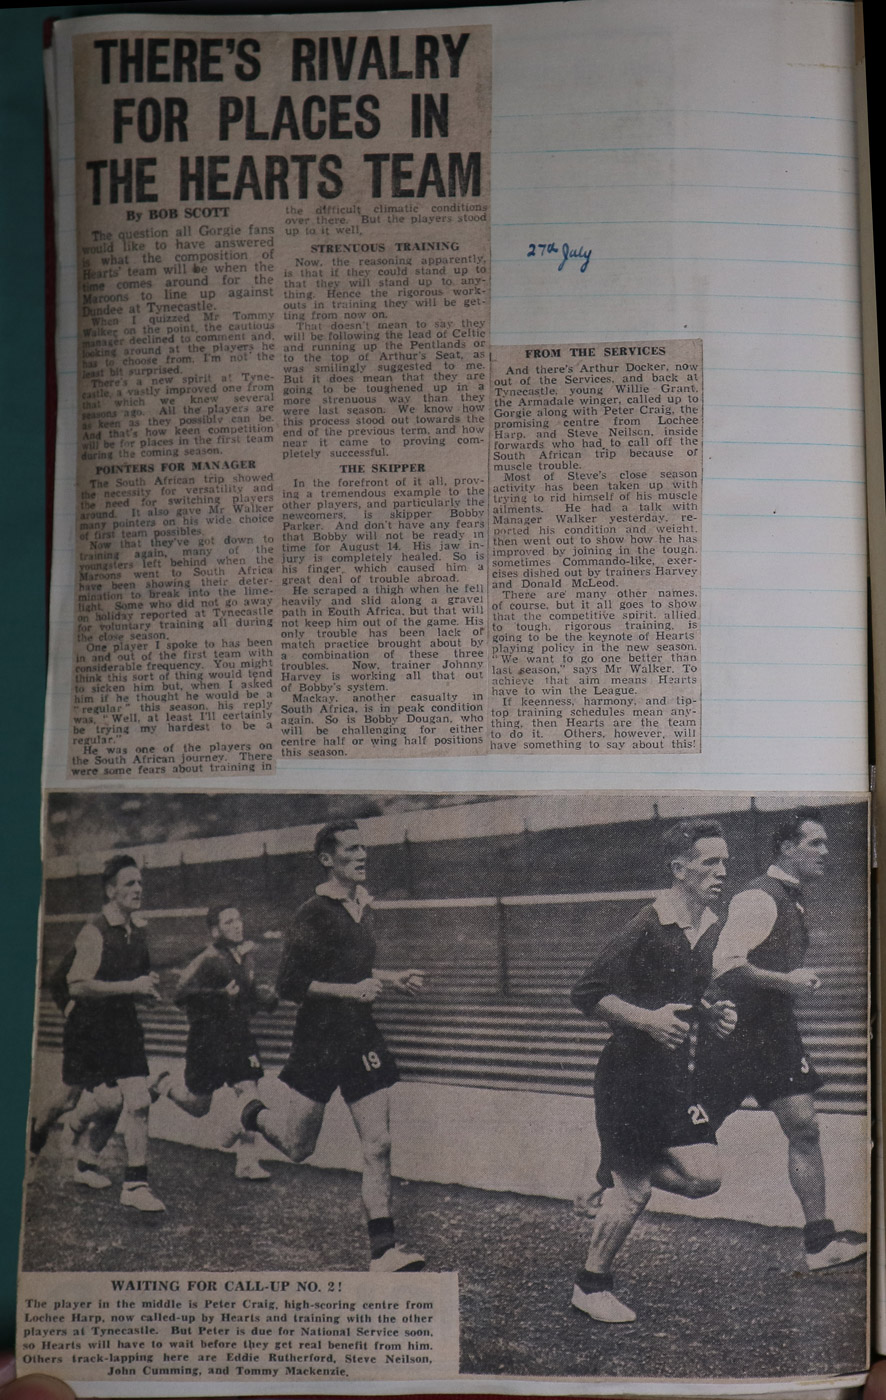 THERE'S RIVALRY
FOR PLACES IN
THE HEARTS TEAM
By BOB SCOTT
The question all Gorgie fans
would like to have answered
is what the composition of
Hearts' team will be when the
time comes around for the
Maroons to line up against
Dundee at Tynecastle.
When I quizzed Mr Tommy
Walker on the point, the cautious
manager declined to comment and,
looking around at the players he
has to choose from, I'm not the
least bit surprised.
There's a new spirit at Tyne-
castle, a vastly improved one from
that which we knew several
seasons ago. All the players are
as keen as they possibly can be.
And that's how keen competition
will be for places in the first team
during the coming season.
POINTERS FOR MANAGER
The South African trip showed
the necessity for versatility and
the need for switching players
around. It also gave Mr Walker
many pointers on his wide choice
of first team possibles.
Now that they've got down to
training again, many of the
youngsters left behind when the
Maroons went to South Africa
have been showing their deter-
mination to break into the lime-
light. Some who did not go away
on holiday reported at Tynecastle
for voluntary training all during
the close season.
One player I spoke to has been
in and out of the first team with
considerable frequency. You might
think this sort of thing would tend
to sicken him but, when I asked
him if he thought he would be a
"regular" this season, his reply
was, "Well, at least I'll certainly
be trying my hardest to be a
regular."
He was one of the players on
the South African journey. There
were some fears about training in
the difficult climatic conditions
over there. But the players stood
up to it well.
STRENUOUS TRAINING
Now, the reasoning apparently,
is that if they could stand up to
that they will stand up to any-
thing. Hence the rigorous work-
outs in training they will be get-
ting from now on.
That doesn't mean to say they
will be following the lead of Celtic
and running up the Pentlands or
to the top of Arthur's Seat, as
was smilingly suggested to me.
But it does mean that they are
going to be toughened up in a
more strenuous way than they
were last season. We know how
this process stood out towards the
end of the previous term, and how
near it came to proving com-
pletely successful.
THE SKIPPER
In the forefront of it all, prov-
ing a tremendous example to the
other players, and particularly the
newcomers, is skipper Bobby
Parker. And don't have any fears
that Bobby will not be ready in
time for August 14. His jaw in-
jury is completely healed. So is
his finger, which caused him a
great deal of trouble abroad.
He scraped a thigh when he fell
heavily and slid along a gravel
path in Eouth Africa, but that will
not keep him out of the game. His
only trouble has been lack of
match practice brought about by
a combination of these three
troubles. Now, trainer Johnny
Harvey is working all that out
of Bobby's system.
Mackay, another casualty in
South Africa, is in peak condition
again. So is Bobby Dougan, who
will be challenging for either
centre half or wing half positions
this season.
27th July
FROM THE SERVICES
And there's Arthur Docker, now
out of the Services, and back at
Tynecastle, young Willie Grant,
the Armadale winger, called up to
Gorgie along with Peter Craig, the
promising centre from Lochee
Harp, and Steve Neilson, inside
forwards who had to call off the
South African trip because of
muscle trouble.
Most of Steve's close season
activity has been taken up with
trying to rid himself of his muscle
ailments. He had a talk with
Manager Walker yesterday, re-
ported his condition and weight,
then went out to show how he has
improved by joining in the tough,
sometimes Commando-like, exer-
cises dished out by trainers Harvey
and Donald McLeod.
There are many other names,
of course, but it all goes to show
that the competitive spirit, allied
to tough, rigorous training, is
going to be the keynote of Hearts
playing policy in the new season.
"We want to go one better than
last season," says Mr Walker. To
achieve that aim means Hearts
have to win the League.
If keenness, harmony, and tip-
top training schedules mean any-
thing, then Hearts are the team
to do it. Others, however, will
have something to say about this!
19
21
WAITING FOR CALL-UP NO. 2!
The player in the middle is Peter Craig, high-scoring centre from
Lochee Harp, now called-up by Hearts and training with the other
players at Tynecastle. But Peter is due for National Service soon,
so Hearts will have to wait before they get real benefit from him.
Others track-lapping here are Eddie Rutherford, Steve Neilson,
John Cumming, and Tommy Mackenzie.